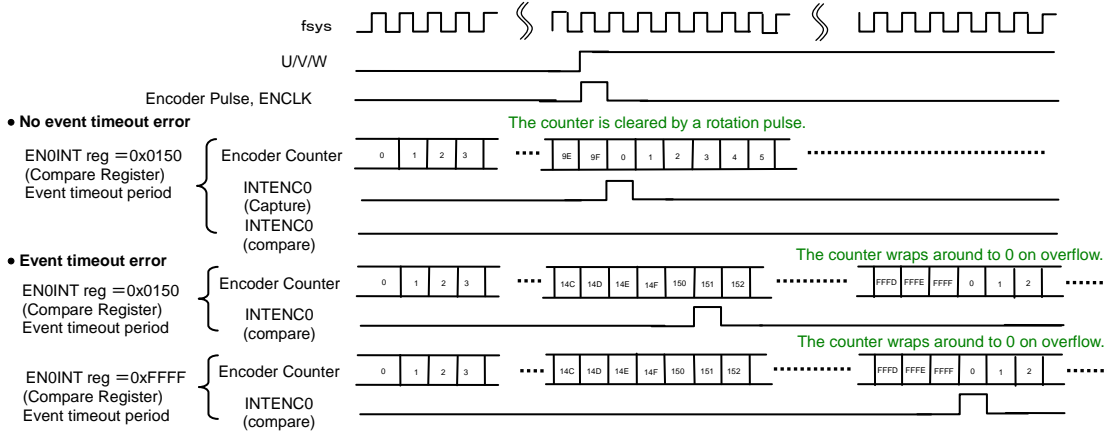 fsys
U/V/W
Encoder Pulse, ENCLK
• No event timeout error
The counter is cleared by a rotation pulse.
EN0INT reg =0x0150
(Compare Register)
Event timeout period
Encoder Counter
0 1 2 3 ···· 9E 9F 0 1 2 3 4 5
INTENC0
(Capture)
INTENC0
(compare)
• Event timeout error
The counter wraps around to 0 on overflow.
EN0INT reg =0x0150
(Compare Register)
Event timeout period
Encoder Counter
0 1 2 3 ···· 14C 14D 14E 14F 150 151 152 FFFD FFFE FFFF 0 1 2
INTENC0
(compare)
The counter wraps around to 0 on overflow.
EN0INT reg =0xFFFF
(Compare Register)
Event timeout period
Encoder Counter
0 1 2 3 ···· 14C 14D 14E 14F 150 151 152 FFFD FFFE FFFF 0 1 2
INTENC0
(compare)